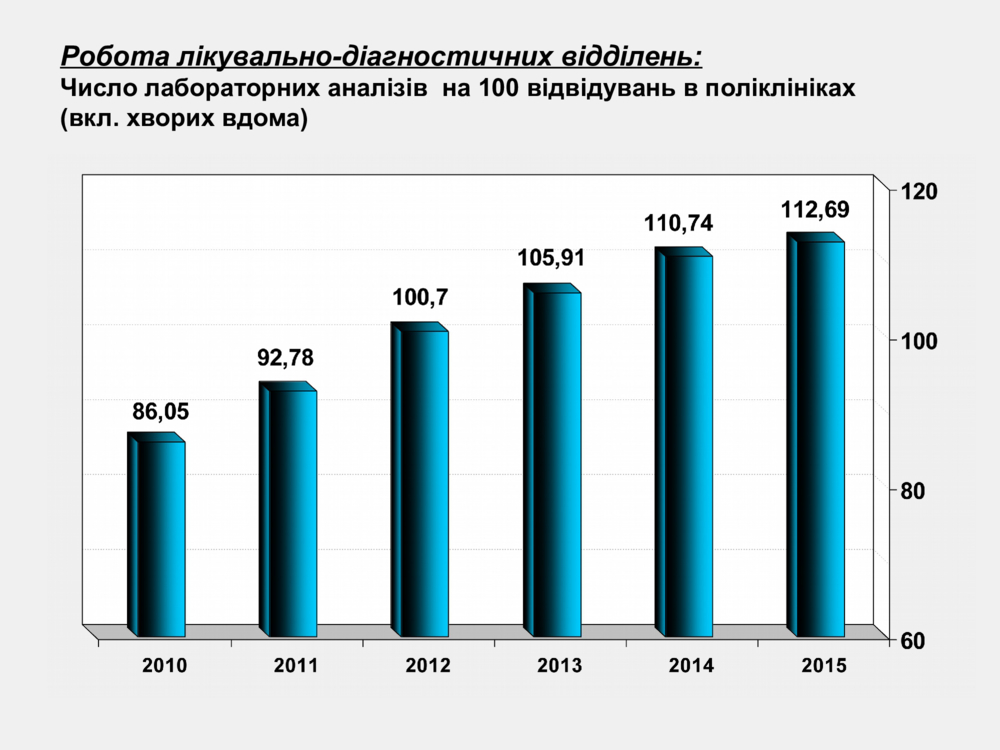 Робота лікувально-діагностичних відділень:
Число лабораторних аналізів на 100 відвідувань в поліклініках
(вкл. хворих вдома)
120
112,69
110,74
105,91
100,7
100
92,78
86,05
80
60
2010 2011 2012 2013 2014 2015